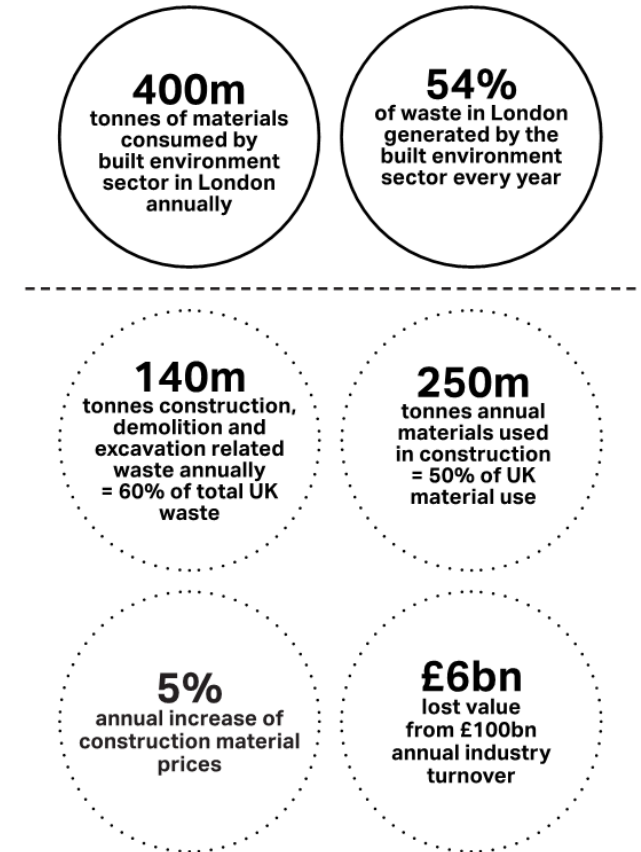 400m
tonnes of materials
consumed by
built environment
sector in London
annually
54%
of waste in London
generated by the
built environment
sector every year
140m
tonnes construction,
demolition and
excavation related
waste annually
= 60% of total UK
waste
250m
tonnes annual
materials used
in construction
= 50% of UK
material use
5%
annual increase of
construction material
prices
£6bn
lost value
from £100bn
annual industry
turnover